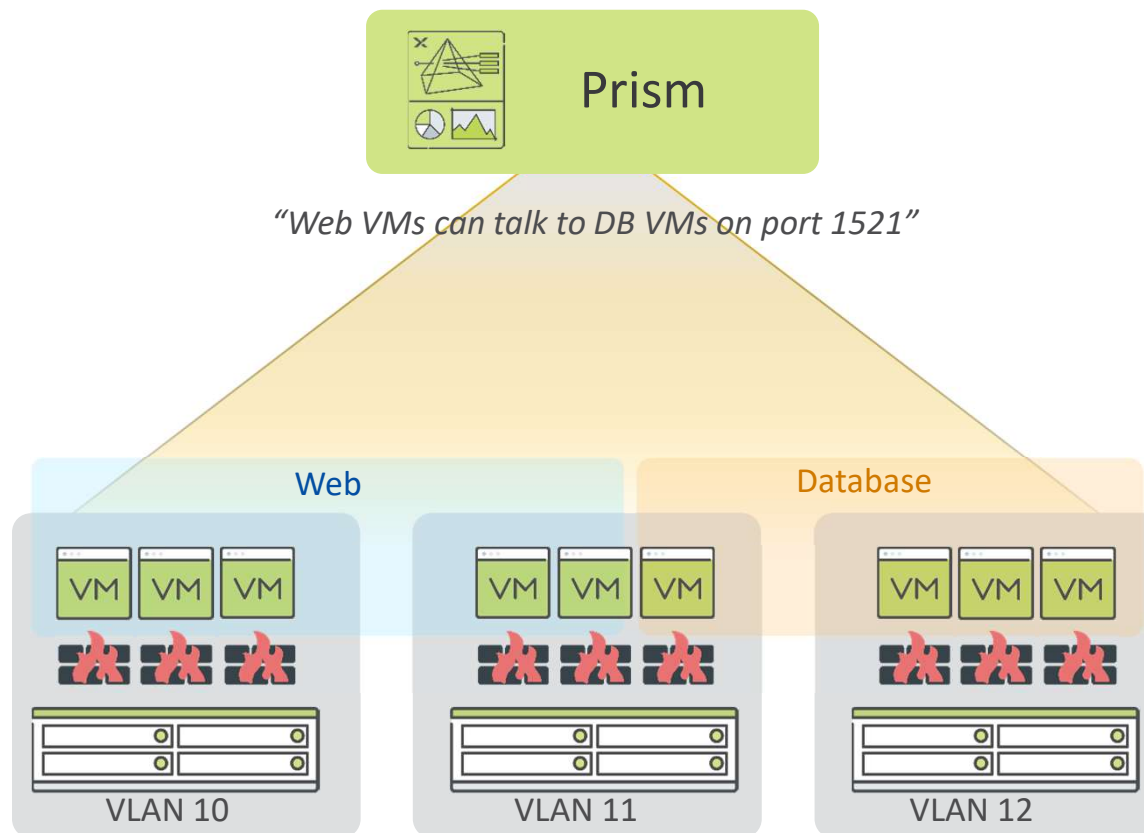 Prism
“Web VMs can talk to DB VMs on port 1521”
Web
Database
VM VM VM VM VM VM VM VM VM
VLAN 10
VLAN 11
VLAN 12